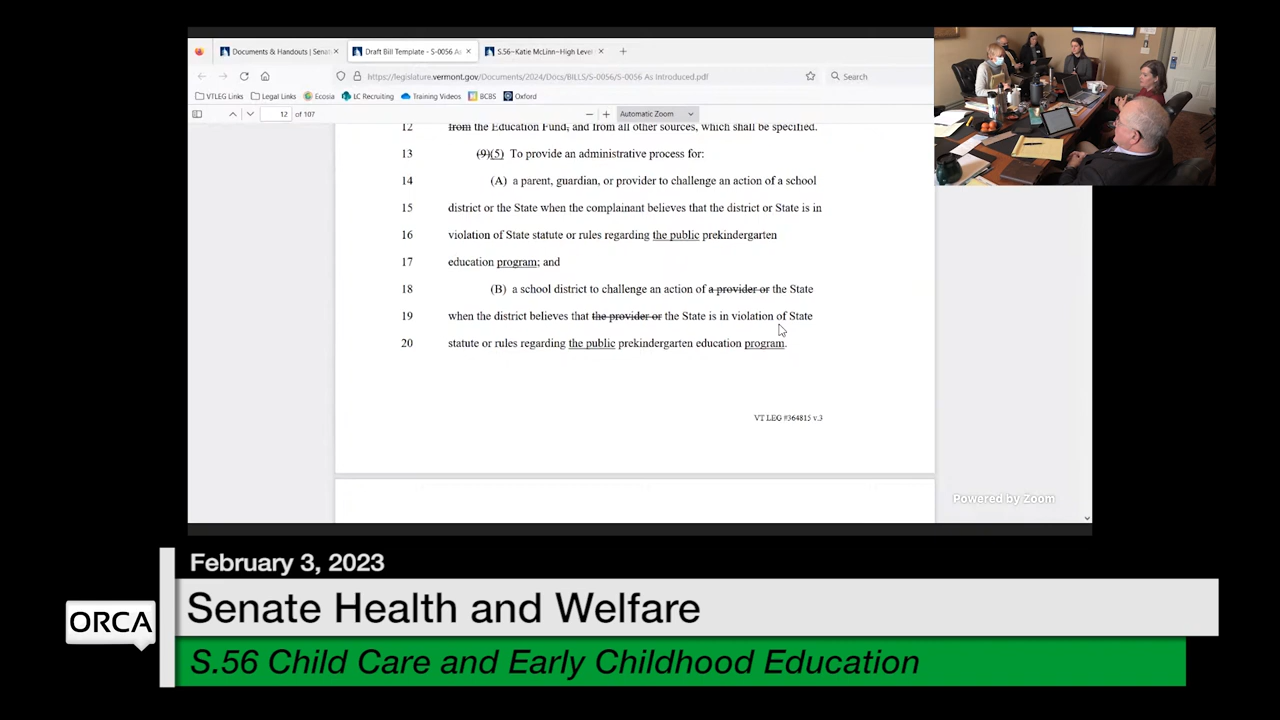 Documents & Handouts | Senat
Draft Bill Template - S-0056 As
S.56~Katie McLinn~High Level
https://legislature.vermont.gov/Documents/2024/Docs/BILLS/S-0056/S-0056 As Introduced.pdf
Search
VTLEG Links
Legal Links
Ecosia
LC Recruiting
Training Videos
BCBS
Oxford
12 of 107
Automatic Zoom
12 from the Education Fund, and from all other sources, which shall be specified.
13 (9)(5) To provide an administrative process for:
14 (A) a parent, guardian, or provider to challenge an action of a school
15 district or the State when the complainant believes that the district or State is in
16 violation of State statute or rules regarding the public prekindergarten
17 education program; and
18 (B) a school district to challenge an action of a provider or the State
19 when the district believes that the provider or the State is in violation of State
20 statute or rules regarding the public prekindergarten education program.
VT LEG #364815 v.3
Powered by Zoom
February 3, 2023
ORCA
Senate Health and Welfare
S.56 Child Care and Early Childhood Education